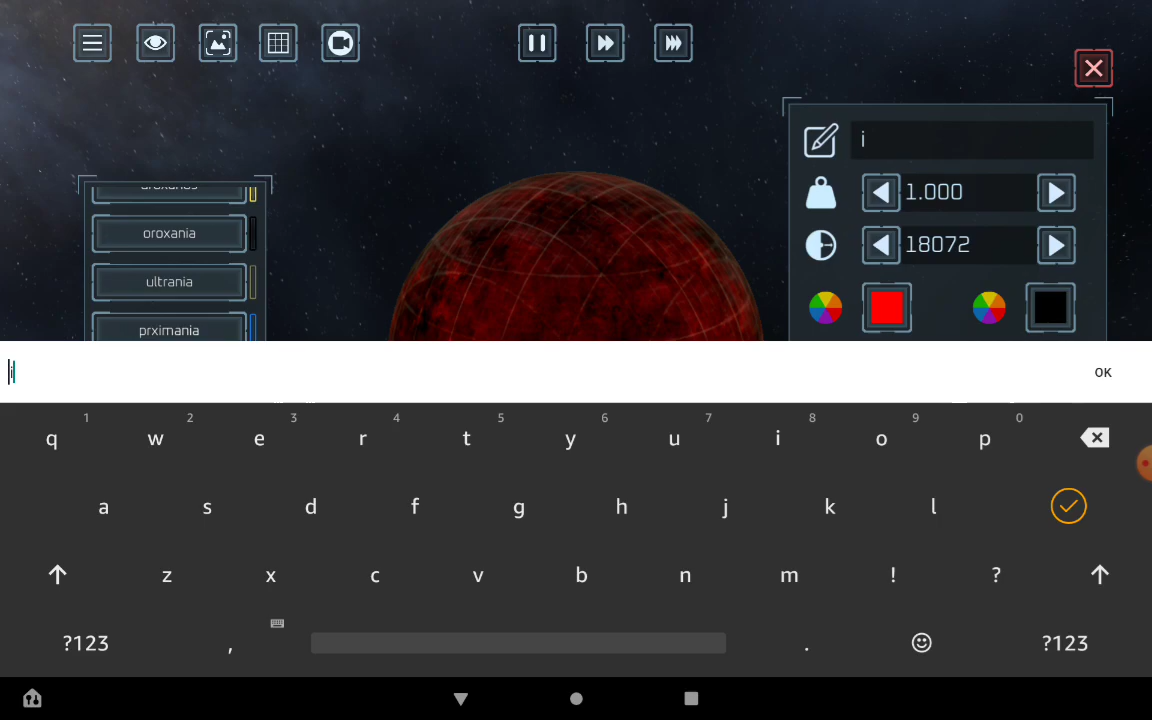 i
1.000
oroxania
18072
ultrania
prximania
i
OK
1 2 3 4 5 6 7 8 9 0
q w e r t y u i o p
a s d f g h j k l
z x c v b n m ! ?
?123 , . ?123